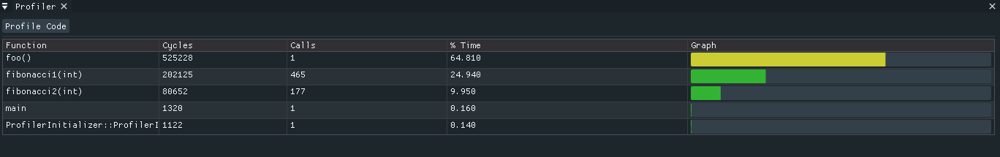 Profiler
Profile Code
Function Cycles Calls % Time Graph
foo() 525228 1 64.810
fibonacci1(int) 202125 465 24.940
fibonacci2(int) 80652 177 9.950
main 1320 1 0.160
ProfilerInitializer::ProfilerI 1122 1 0.140